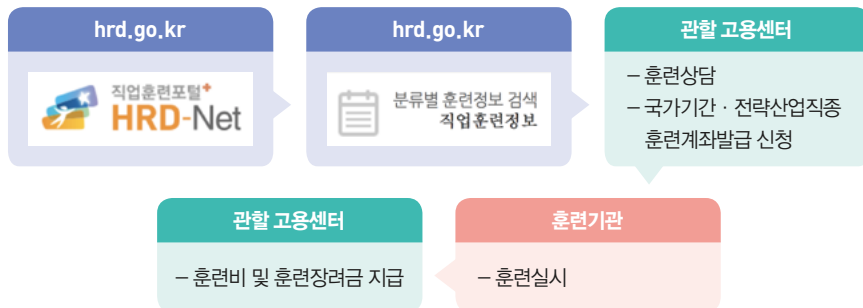 hrd.go.kr
직업훈련포털+
HRD-Net
hrd.go.kr
분류별 훈련정보 검색
직업훈련정보
관할 고용센터
– 훈련상담
– 국가기간 · 전략산업직종
훈련계좌발급 신청
훈련기관
– 훈련실시
관할 고용센터
– 훈련비 및 훈련장려금 지급